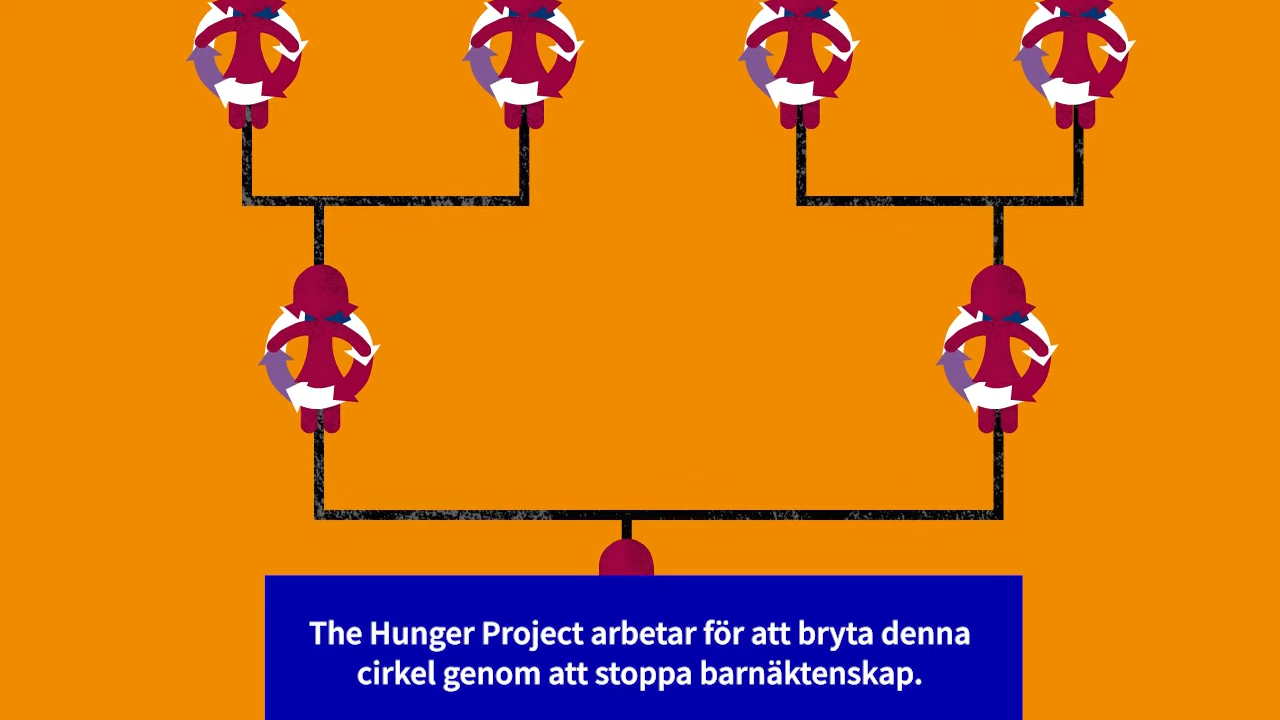 The Hunger Project arbetar för att bryta denna
cirkel genom att stoppa barnäktenskap.